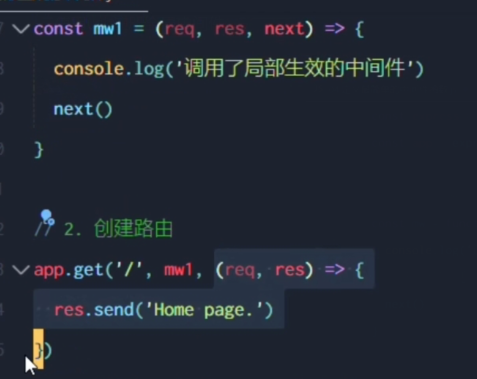 const mw1 = (req, res, next) => {
console.log('调用了局部生效的中间件')
next()
}
// 2. 创建路由
app.get('/', mw1, (req, res) => {
res.send('Home page.')
})